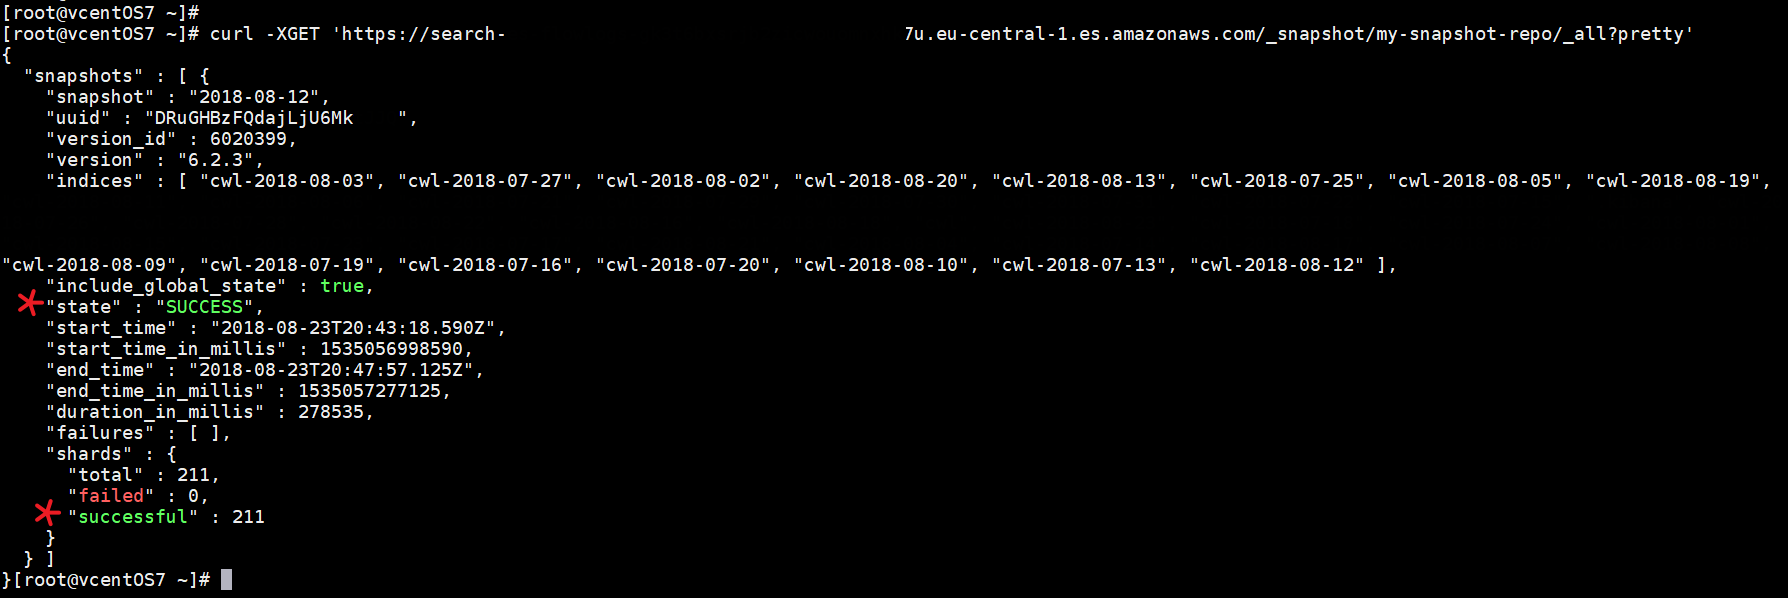 [root@vcentOS7 ~]#
[root@vcentOS7 ~]# curl -XGET 'https://search- 7u.eu-central-1.es.amazonaws.com/_snapshot/my-snapshot-repo/_all?pretty'
{
  "snapshots" : [ {
    "snapshot" : "2018-08-12",
    "uuid" : "DRuGHBzFQdajLjU6Mk    ",
    "version_id" : 6020399,
    "version" : "6.2.3",
    "indices" : [ "cwl-2018-08-03", "cwl-2018-07-27", "cwl-2018-08-02", "cwl-2018-08-20", "cwl-2018-08-13", "cwl-2018-07-25", "cwl-2018-08-05", "cwl-2018-08-19",
"cwl-2018-08-09", "cwl-2018-07-19", "cwl-2018-07-16", "cwl-2018-07-20", "cwl-2018-08-10", "cwl-2018-07-13", "cwl-2018-08-12" ],
    "include_global_state" : true,
    "state" : "SUCCESS",
    "start_time" : "2018-08-23T20:43:18.590Z",
    "start_time_in_millis" : 1535056998590,
    "end_time" : "2018-08-23T20:47:57.125Z",
    "end_time_in_millis" : 1535057277125,
    "duration_in_millis" : 278535,
    "failures" : [ ],
    "shards" : {
      "total" : 211,
      "failed" : 0,
      "successful" : 211
    }
  } ]
}[root@vcentOS7 ~]#